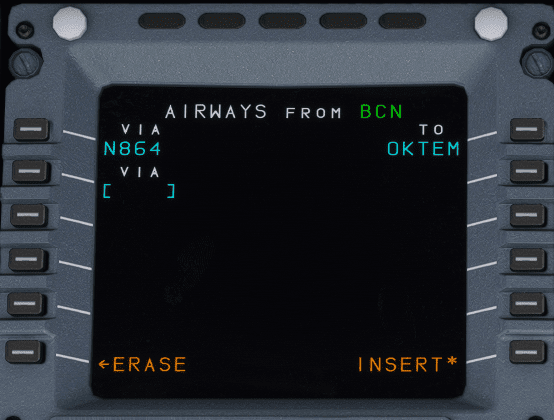 AIRWAYS FROM BCN
VIA TO
N864 OKTEM
VIA
[ ]
←ERASE INSERT*